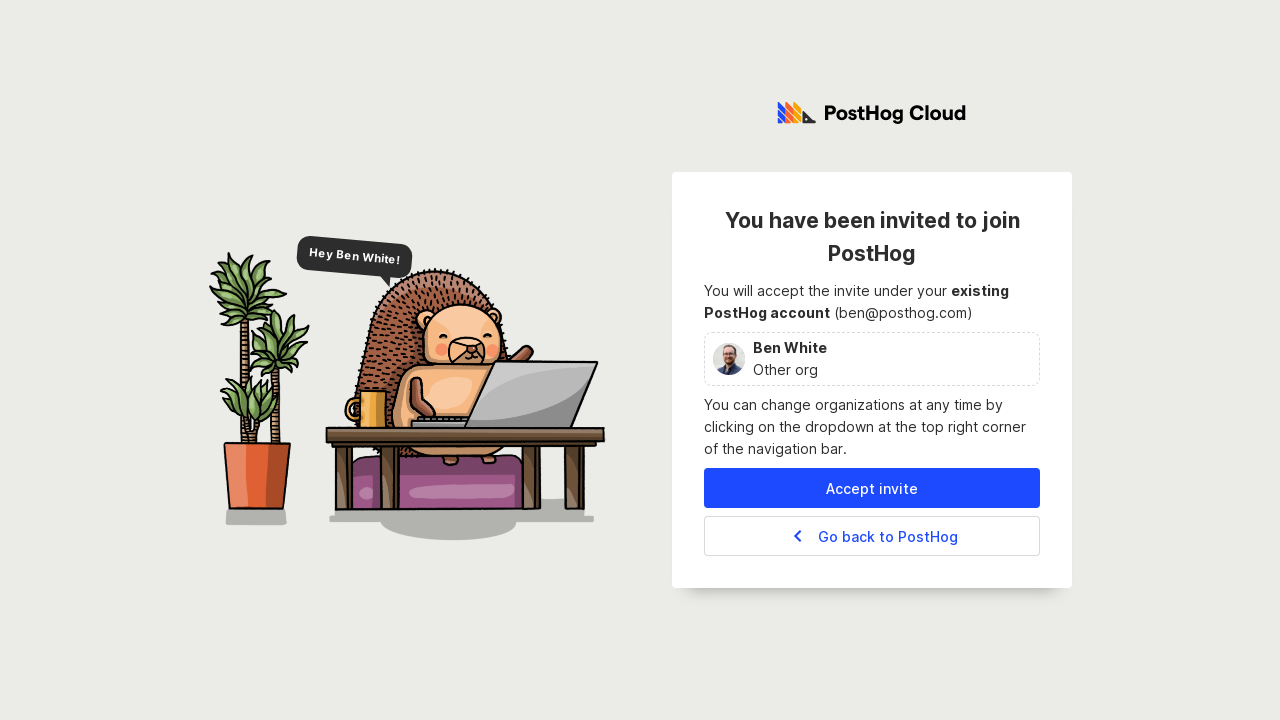 PostHog Cloud
Hey Ben White!
You have been invited to join
PostHog
You will accept the invite under your existing
PostHog account (ben@posthog.com)
Ben White
Other org
You can change organizations at any time by
clicking on the dropdown at the top right corner
of the navigation bar.
Accept invite
Go back to PostHog